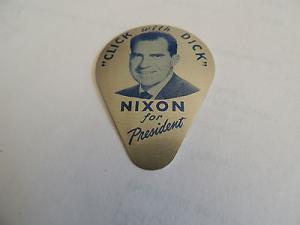 "CLICK with DICK"
NIXON
for
President